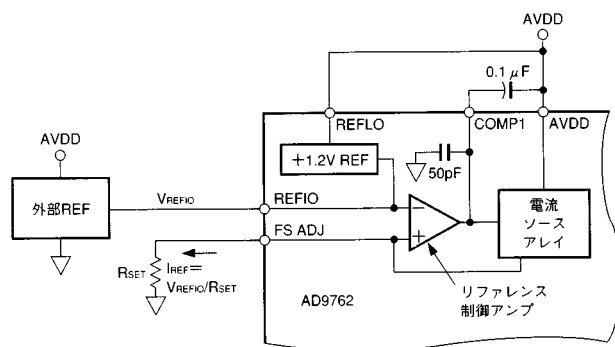 AVDD
0.1μF
REFLO
COMP1
AVDD
+1.2V REF
50pF
AVDD
外部REF
VREFIO
REFIO
FS ADJ
RSET
IREF=
VREFIO/RSET
電流
ソース
アレイ
リファレンス
制御アンプ
AD9762